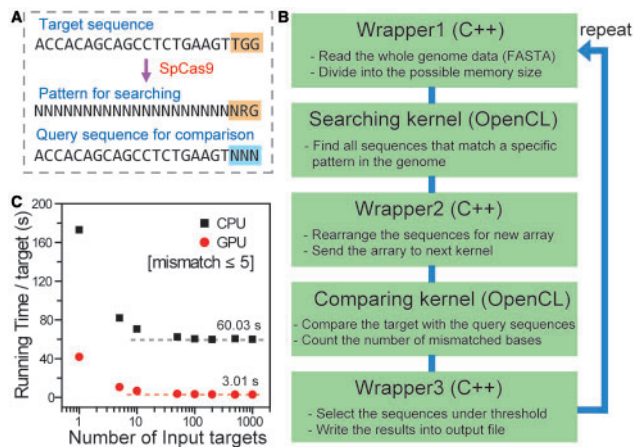 A
Target sequence
ACCACAGCAGCCTCTGAAGTTGG
SpCas9
Pattern for searching
NNNNNNNNNNNNNNNNNNNNNRG
Query sequence for comparison
ACCACAGCAGCCTCTGAAGTNNN
B
Wrapper1 (C++)
- Read the whole genome data (FASTA)
- Divide into the possible memory size
repeat
Searching kernel (OpenCL)
- Find all sequences that match a specific
pattern in the genome
Wrapper2 (C++)
- Rearrange the sequences for new array
- Send the arrary to next kernel
Comparing kernel (OpenCL)
- Compare the target with the query sequences
- Count the number of mismatched bases
Wrapper3 (C++)
- Select the sequences under threshold
- Write the results into output file
C
Running Time / target (s)
200
160
120
80
40
0
CPU
GPU
[mismatch ≤ 5]
60.03 s
3.01 s
1
10
100
1000
Number of Input targets